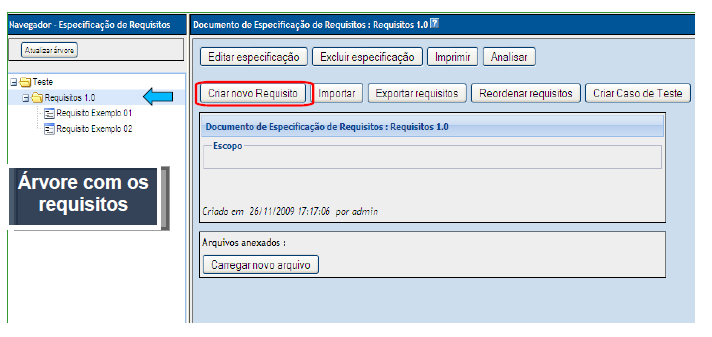 Navegador - Especificação de Requisitos
Atualizar árvore
Teste
Requisitos 1.0
Requisito Exemplo 01
Requisito Exemplo 02
Árvore com os
requisitos
Documento de Especificação de Requisitos : Requisitos 1.0 ?
Editar especificação Excluir especificação Imprimir Analisar
Criar novo Requisito Importar Exportar requisitos Reordenar requisitos Criar Caso de Teste
Documento de Especificação de Requisitos : Requisitos 1.0
Escopo
Criado em 26/11/2009 17:17:06 por admin
Arquivos anexados :
Carregar novo arquivo